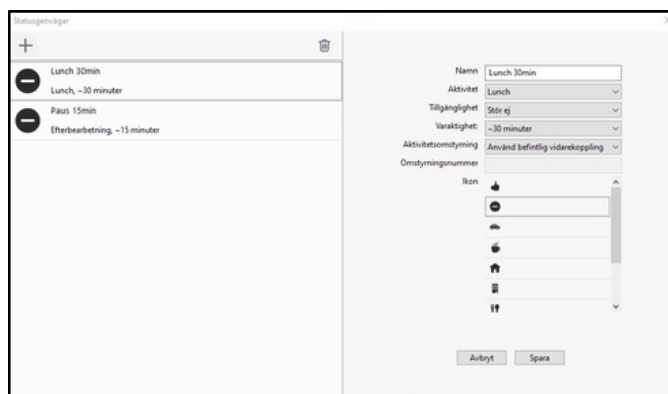 Statusgenvägar
Lunch 30min
Lunch, ~30 minuter
Paus 15min
Efterbearbetning, ~15 minuter
Namn Lunch 30min
Aktivitet Lunch
Tillgänglighet Stör ej
Varaktighet: ~30 minuter
Aktivitetsomstyrning Använd befintlig vidarekoppling
Omstyrningsnummer
Ikon
Avbryt Spara